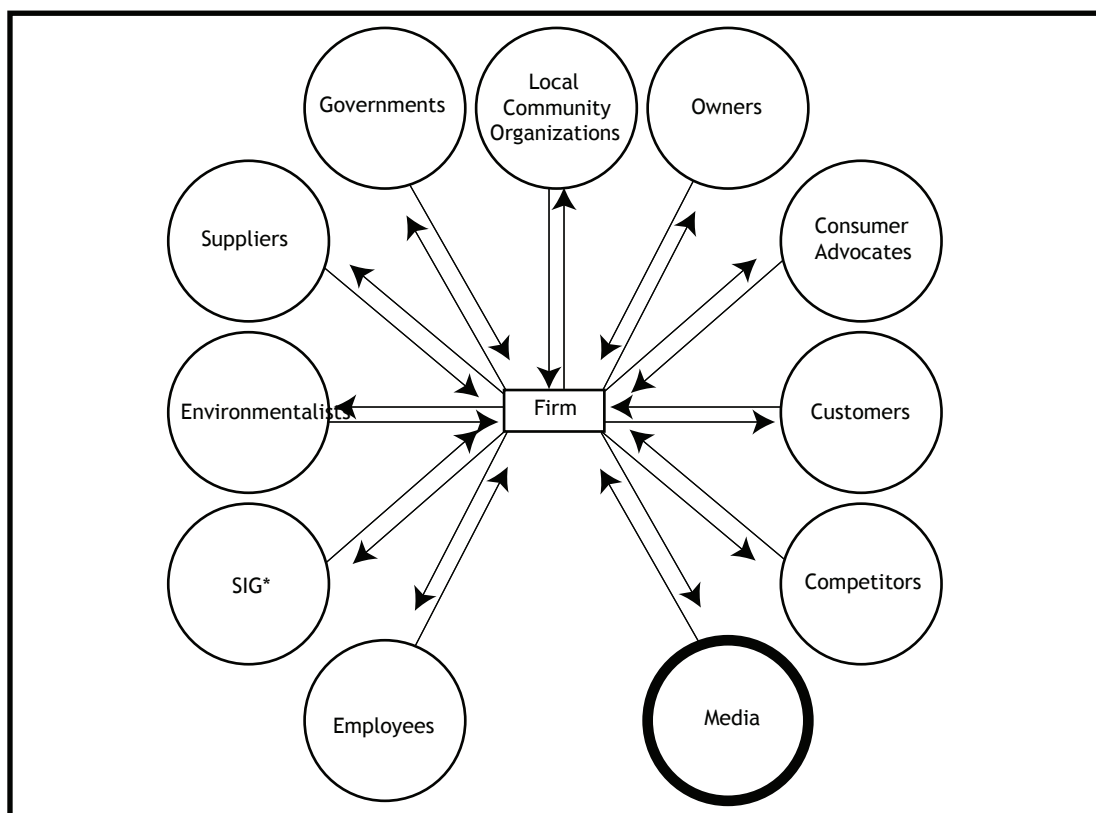 Governments
Local
Community
Organizations
Owners
Suppliers
Consumer
Advocates
Environmentalists
Firm
Customers
SIG*
Competitors
Employees
Media